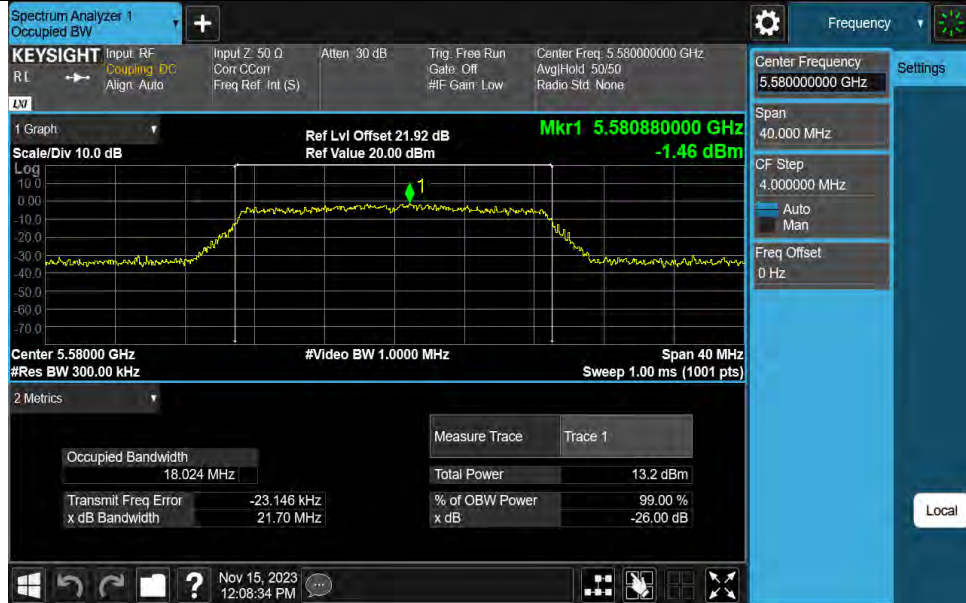 Spectrum Analyzer 1
Occupied BW
+
Frequency
KEYSIGHT
RL
LXI
Input: RF
Coupling: DC
Align: Auto
Input Z: 50 Ω
Corr CCorr
Freq Ref: Int (S)
Atten: 30 dB
Trig: Free Run
Gate: Off
#IF Gain: Low
Center Freq: 5.580000000 GHz
Avg|Hold: 50/50
Radio Std: None
Center Frequency
5.580000000 GHz
Settings
Span
40.000 MHz
CF Step
4.000000 MHz
Auto
Man
Freq Offset
0 Hz
Local
1 Graph
Scale/Div 10.0 dB
Ref Lvl Offset 21.92 dB
Ref Value 20.00 dBm
Mkr1 5.580880000 GHz
-1.46 dBm
Log
10.0
0.00
-10.0
-20.0
-30.0
-40.0
-50.0
-60.0
-70.0
1
Center 5.58000 GHz
#Res BW 300.00 kHz
#Video BW 1.0000 MHz
Span 40 MHz
Sweep 1.00 ms (1001 pts)
2 Metrics
Occupied Bandwidth
18.024 MHz
Transmit Freq Error -23.146 kHz
x dB Bandwidth 21.70 MHz
Measure Trace Trace 1
Total Power 13.2 dBm
% of OBW Power 99.00 %
x dB -26.00 dB
?
Nov 15, 2023
12:08:34 PM